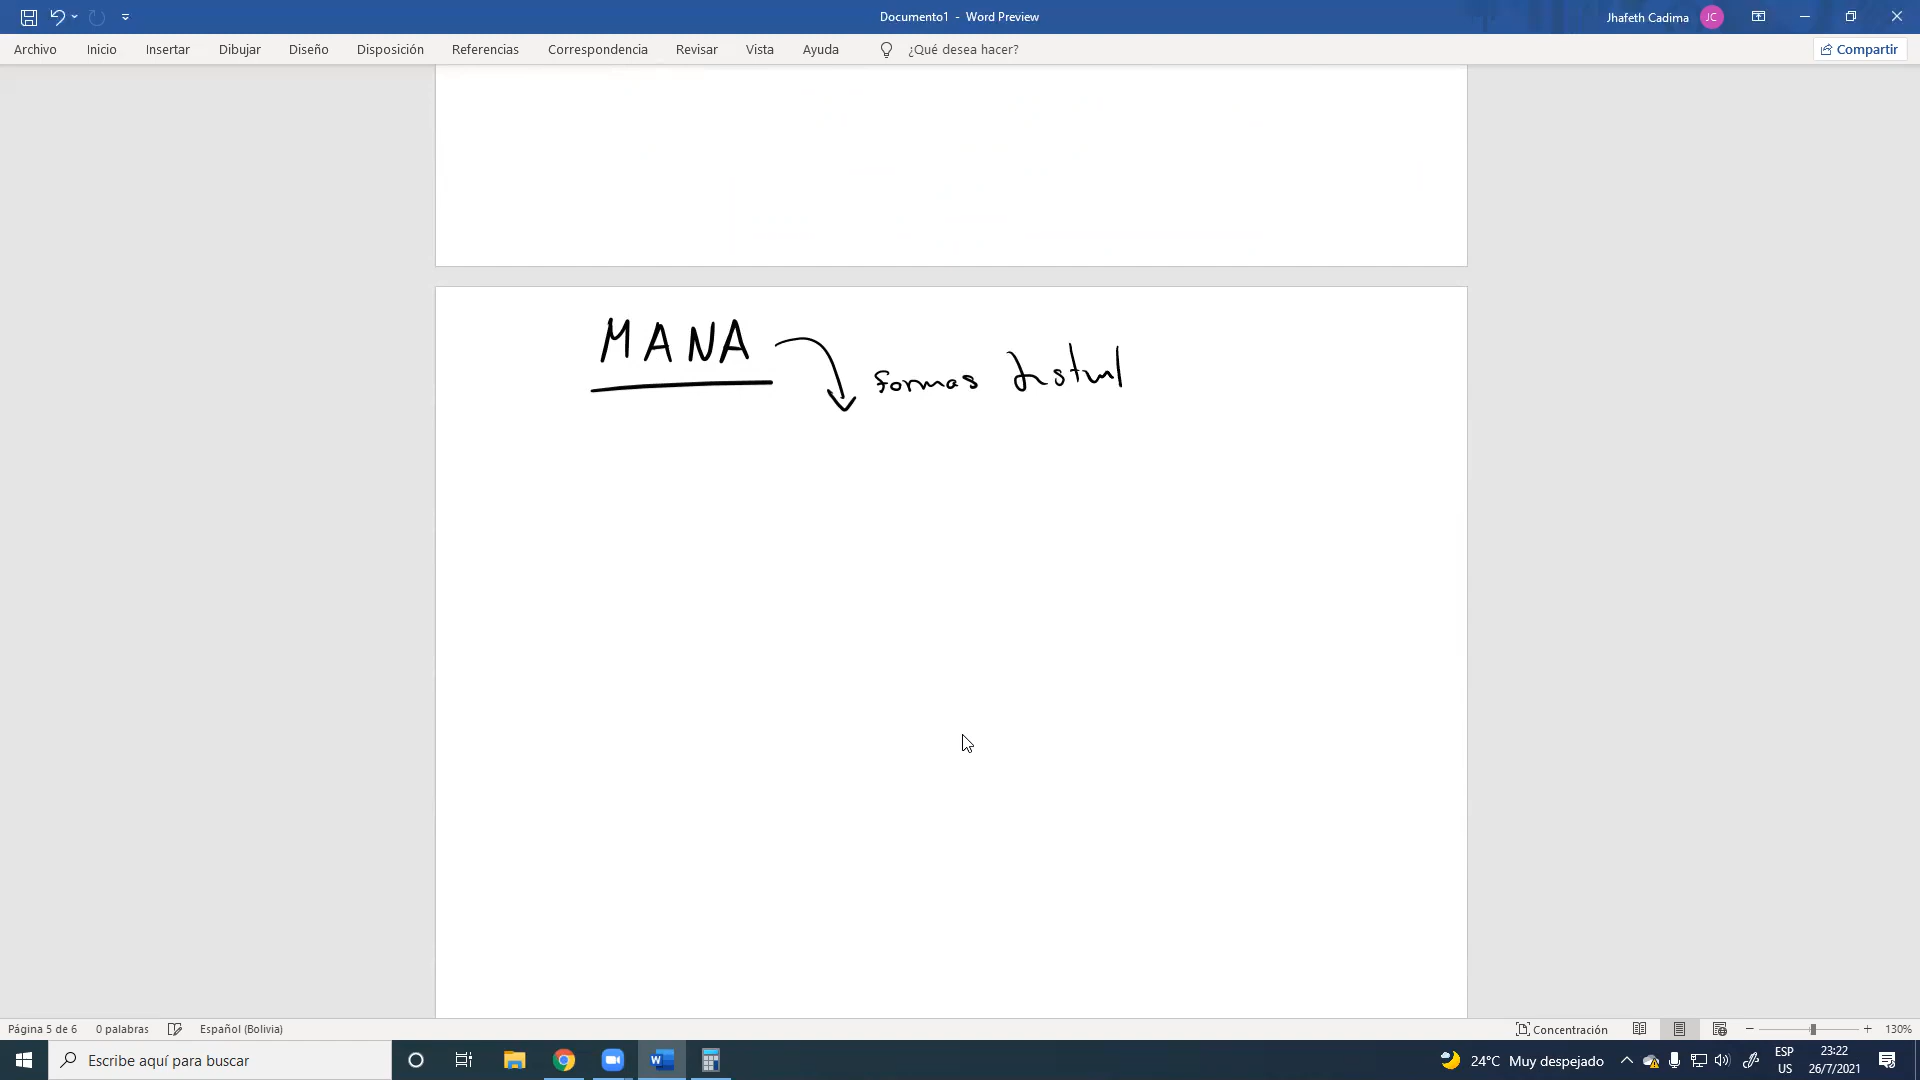 Documento1 - Word Preview
Jhafeth Cadima
JC
Archivo Inicio Insertar Dibujar Diseño Disposición Referencias Correspondencia Revisar Vista Ayuda ¿Qué desea hacer? Compartir
MANA
formas
Página 5 de 6 0 palabras Español (Bolivia) Concentración 130%
Escribe aquí para buscar
24°C Muy despejado
ESP
US
23:22
26/7/2021